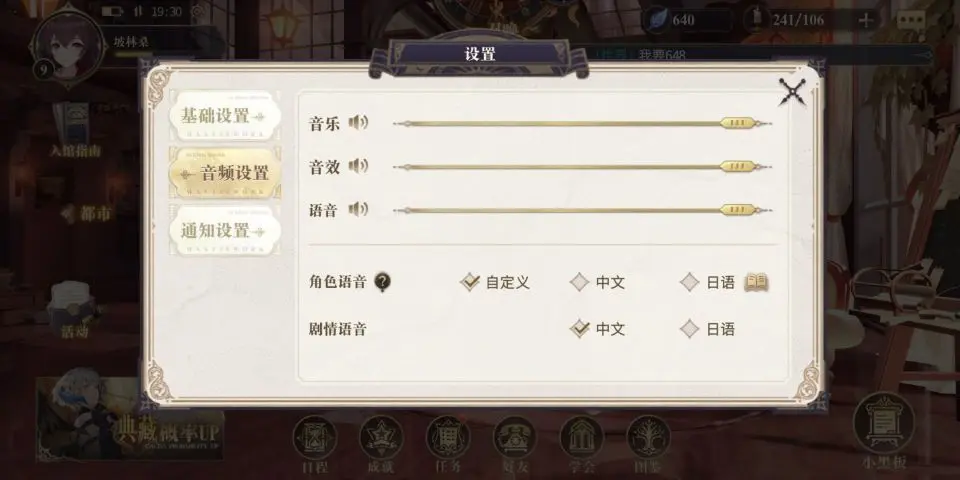 19:30
坡林桑
9
640
241/106
召唤
我要648
设置
基础设置
音频设置
通知设置
音乐
音效
语音
角色语音 ? 自定义 中文 日语
剧情语音 中文 日语
入馆指南
都市
活动
典藏概率UP
日程
成就
任务
好友
学会
图鉴
小黑板